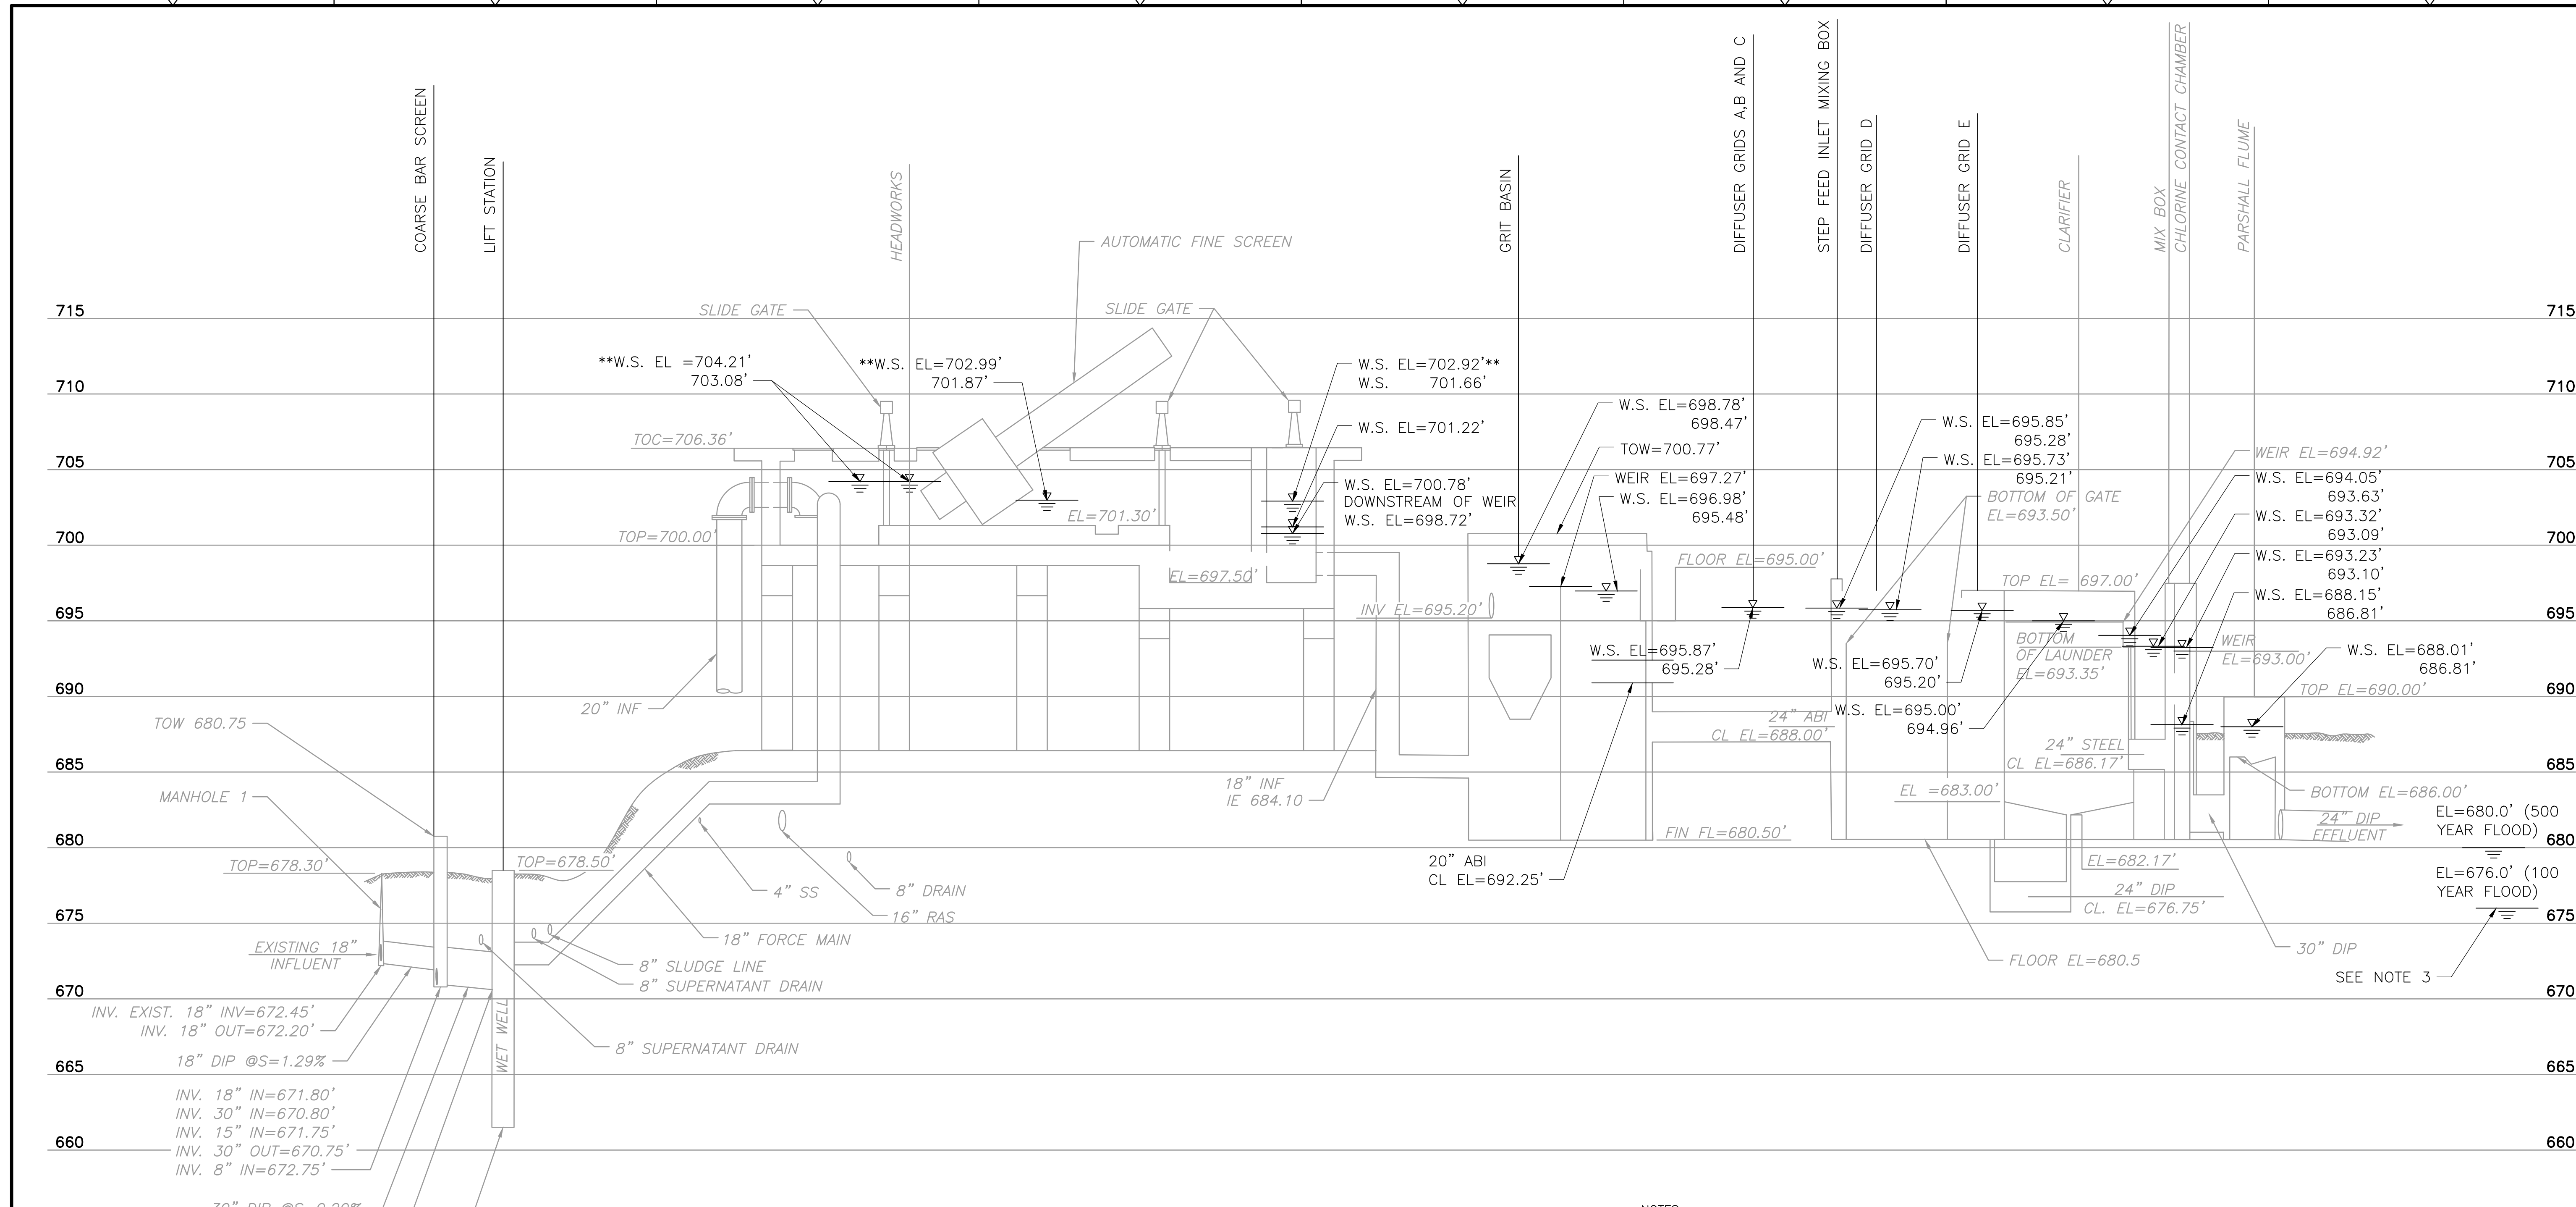 COARSE BAR SCREEN
LIFT STATION
HEADWORKS
GRIT BASIN
DIFFUSER GRIDS A,B AND C
STEP FEED INLET MIXING BOX
DIFFUSER GRID D
DIFFUSER GRID E
CLARIFIER
MIX BOX
CHLORINE CONTACT CHAMBER
PARSHALL FLUME
AUTOMATIC FINE SCREEN
SLIDE GATE
SLIDE GATE
715
715
**W.S. EL =704.21'
703.08'
**W.S. EL=702.99'
701.87'
W.S. EL=702.92'**
W.S. 701.66'
710
710
W.S. EL=698.78'
698.47'
W.S. EL=701.22'
TOW=700.77'
W.S. EL=695.85'
695.28'
TOC=706.36'
WEIR EL=694.92'
705
705
W.S. EL=695.73'
695.21'
W.S. EL=700.78'
DOWNSTREAM OF WEIR
W.S. EL=698.72'
WEIR EL=697.27'
W.S. EL=696.98'
695.48'
BOTTOM OF GATE
EL=693.50'
W.S. EL=694.05'
693.63'
W.S. EL=693.32'
693.09'
EL=701.30'
TOP=700.00'
700
700
W.S. EL=693.23'
693.10'
FLOOR EL=695.00'
EL=697.50'
TOP EL= 697.00'
W.S. EL=688.15'
686.81'
INV EL=695.20'
695
695
W.S. EL=695.87'
695.28'
BOTTOM
OF LAUNDER
EL=693.35'
WEIR
EL=693.00'
W.S. EL=688.01'
686.81'
W.S. EL=695.70'
695.20'
690
690
TOP EL=690.00'
20" INF
W.S. EL=695.00'
694.96'
24" ABI
CL EL=688.00'
TOW 680.75
24" STEEL
CL EL=686.17'
685
685
18" INF
IE 684.10
EL =683.00'
BOTTOM EL=686.00'
MANHOLE 1
EL=680.0' (500
YEAR FLOOD)
24" DIP
EFFLUENT
FIN FL=680.50'
680
680
TOP=678.30'
TOP=678.50'
20" ABI
CL EL=692.25'
EL=682.17'
EL=676.0' (100
YEAR FLOOD)
4" SS
8" DRAIN
24" DIP
CL. EL=676.75'
16" RAS
675
675
18" FORCE MAIN
EXISTING 18"
INFLUENT
30" DIP
8" SLUDGE LINE
FLOOR EL=680.5
SEE NOTE 3
8" SUPERNATANT DRAIN
670
670
INV. EXIST. 18" INV=672.45'
INV. 18" OUT=672.20'
WET WELL
8" SUPERNATANT DRAIN
18" DIP @S=1.29%
665
665
INV. 18" IN=671.80'
INV. 30" IN=670.80'
INV. 15" IN=671.75'
INV. 30" OUT=670.75'
INV. 8" IN=672.75'
660
660